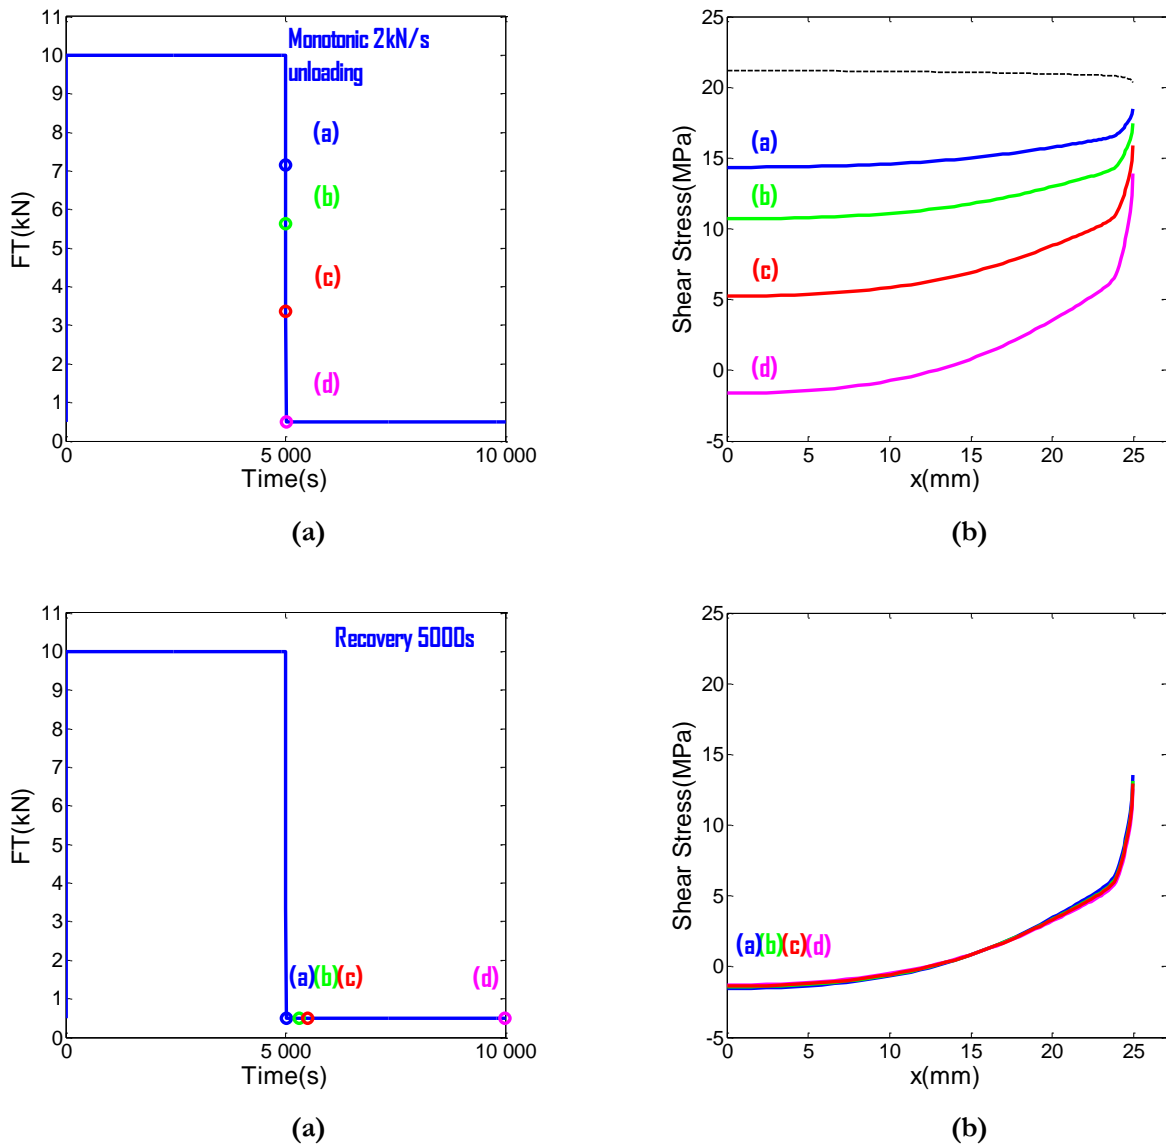 11
10
9
8
7
6
5
4
3
2
1
0
FT(kN)
Monotonic 2kN/s
unloading
(a)
(b)
(c)
(d)
0
5 000
10 000
Time(s)
(a)
25
20
15
10
5
0
-5
Shear Stress(MPa)
(a)
(b)
(c)
(d)
0
5
10
15
20
25
x(mm)
(b)
11
10
9
8
7
6
5
4
3
2
1
0
FT(kN)
Recovery 5000s
(a)(b)(c)
(d)
0
5 000
10 000
Time(s)
(a)
25
20
15
10
5
0
-5
Shear Stress(MPa)
(a)(b)(c)(d)
0
5
10
15
20
25
x(mm)
(b)